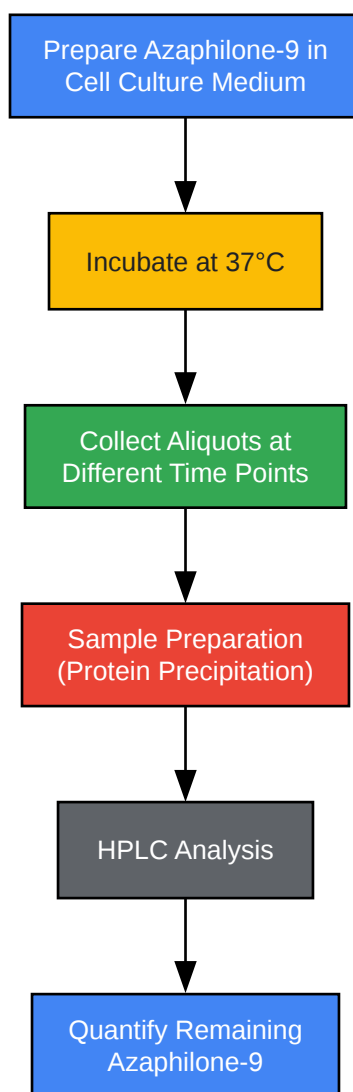 Prepare Azaphilone-9 in
Cell Culture Medium
Incubate at 37°C
Collect Aliquots at
Different Time Points
Sample Preparation
(Protein Precipitation)
HPLC Analysis
Quantify Remaining
Azaphilone-9